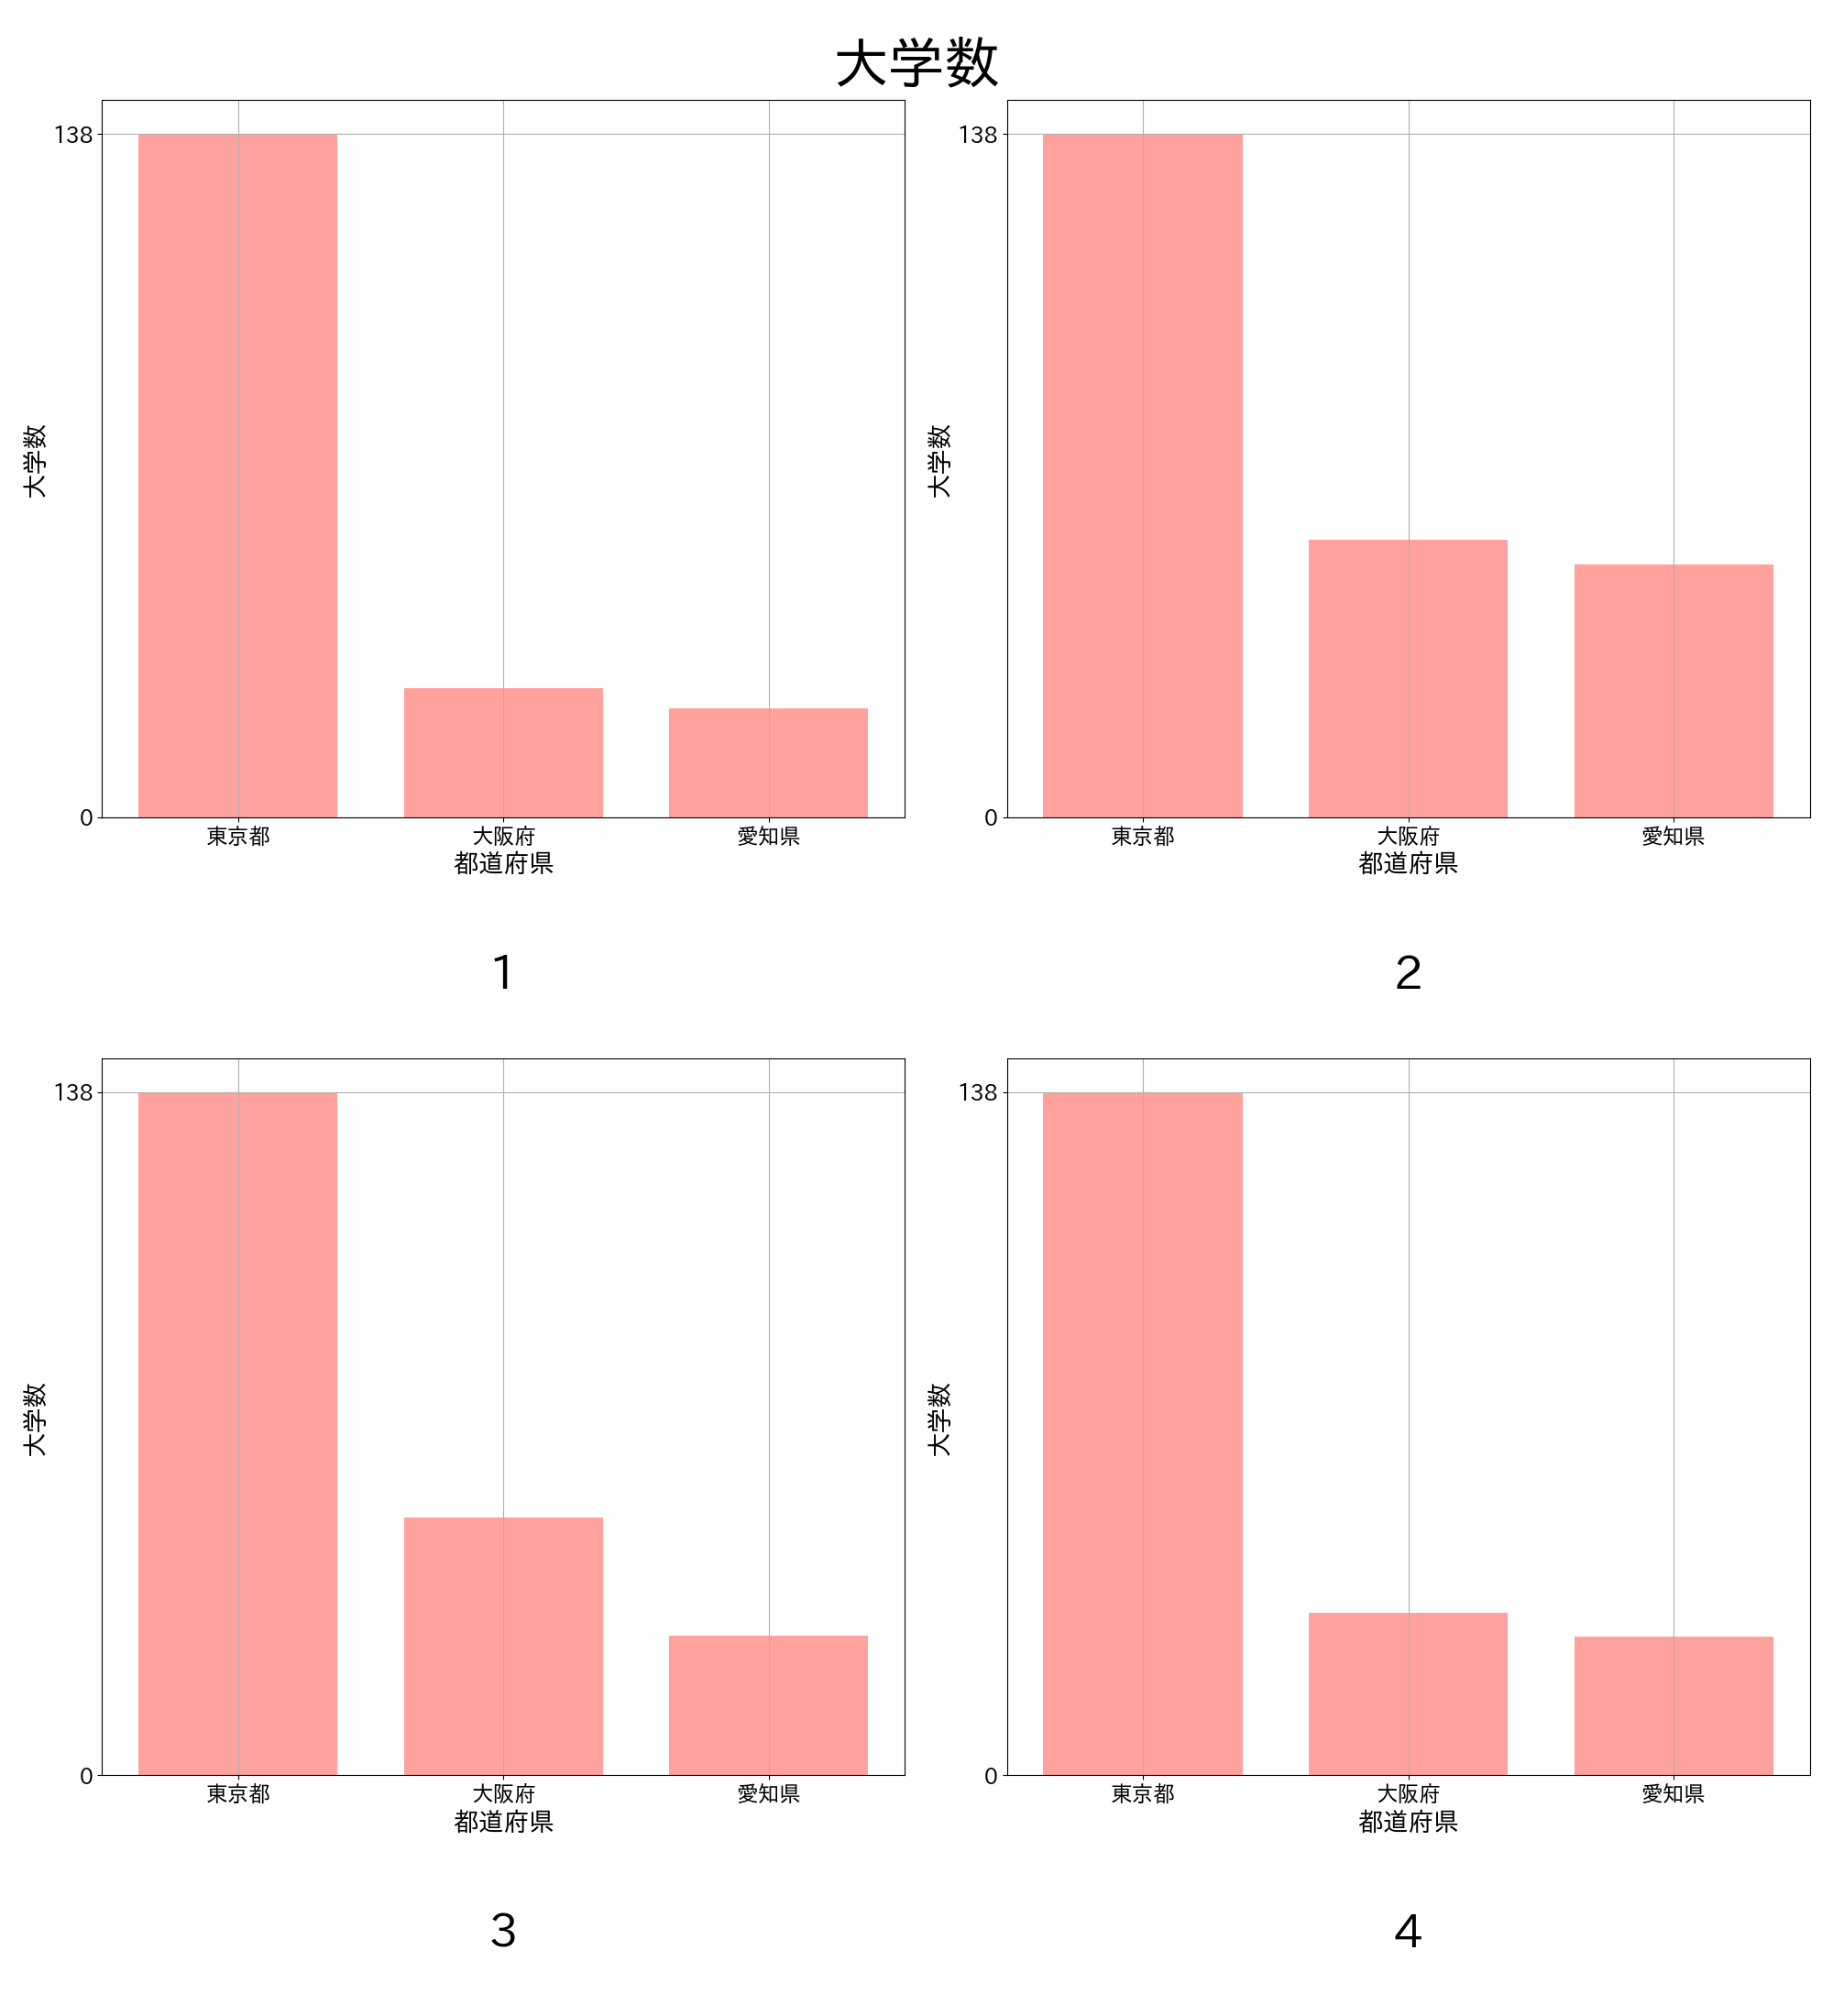 大学数
138
0
大学数
東京都 大阪府 愛知県
都道府県
1
138
0
大学数
東京都 大阪府 愛知県
都道府県
2
138
0
大学数
東京都 大阪府 愛知県
都道府県
3
138
0
大学数
東京都 大阪府 愛知県
都道府県
4